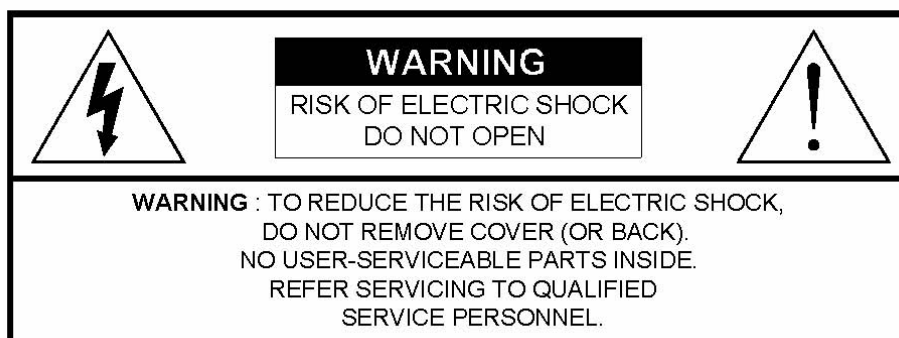 WARNING
RISK OF ELECTRIC SHOCK
DO NOT OPEN
WARNING : TO REDUCE THE RISK OF ELECTRIC SHOCK,
DO NOT REMOVE COVER (OR BACK).
NO USER-SERVICEABLE PARTS INSIDE.
REFER SERVICING TO QUALIFIED
SERVICE PERSONNEL.